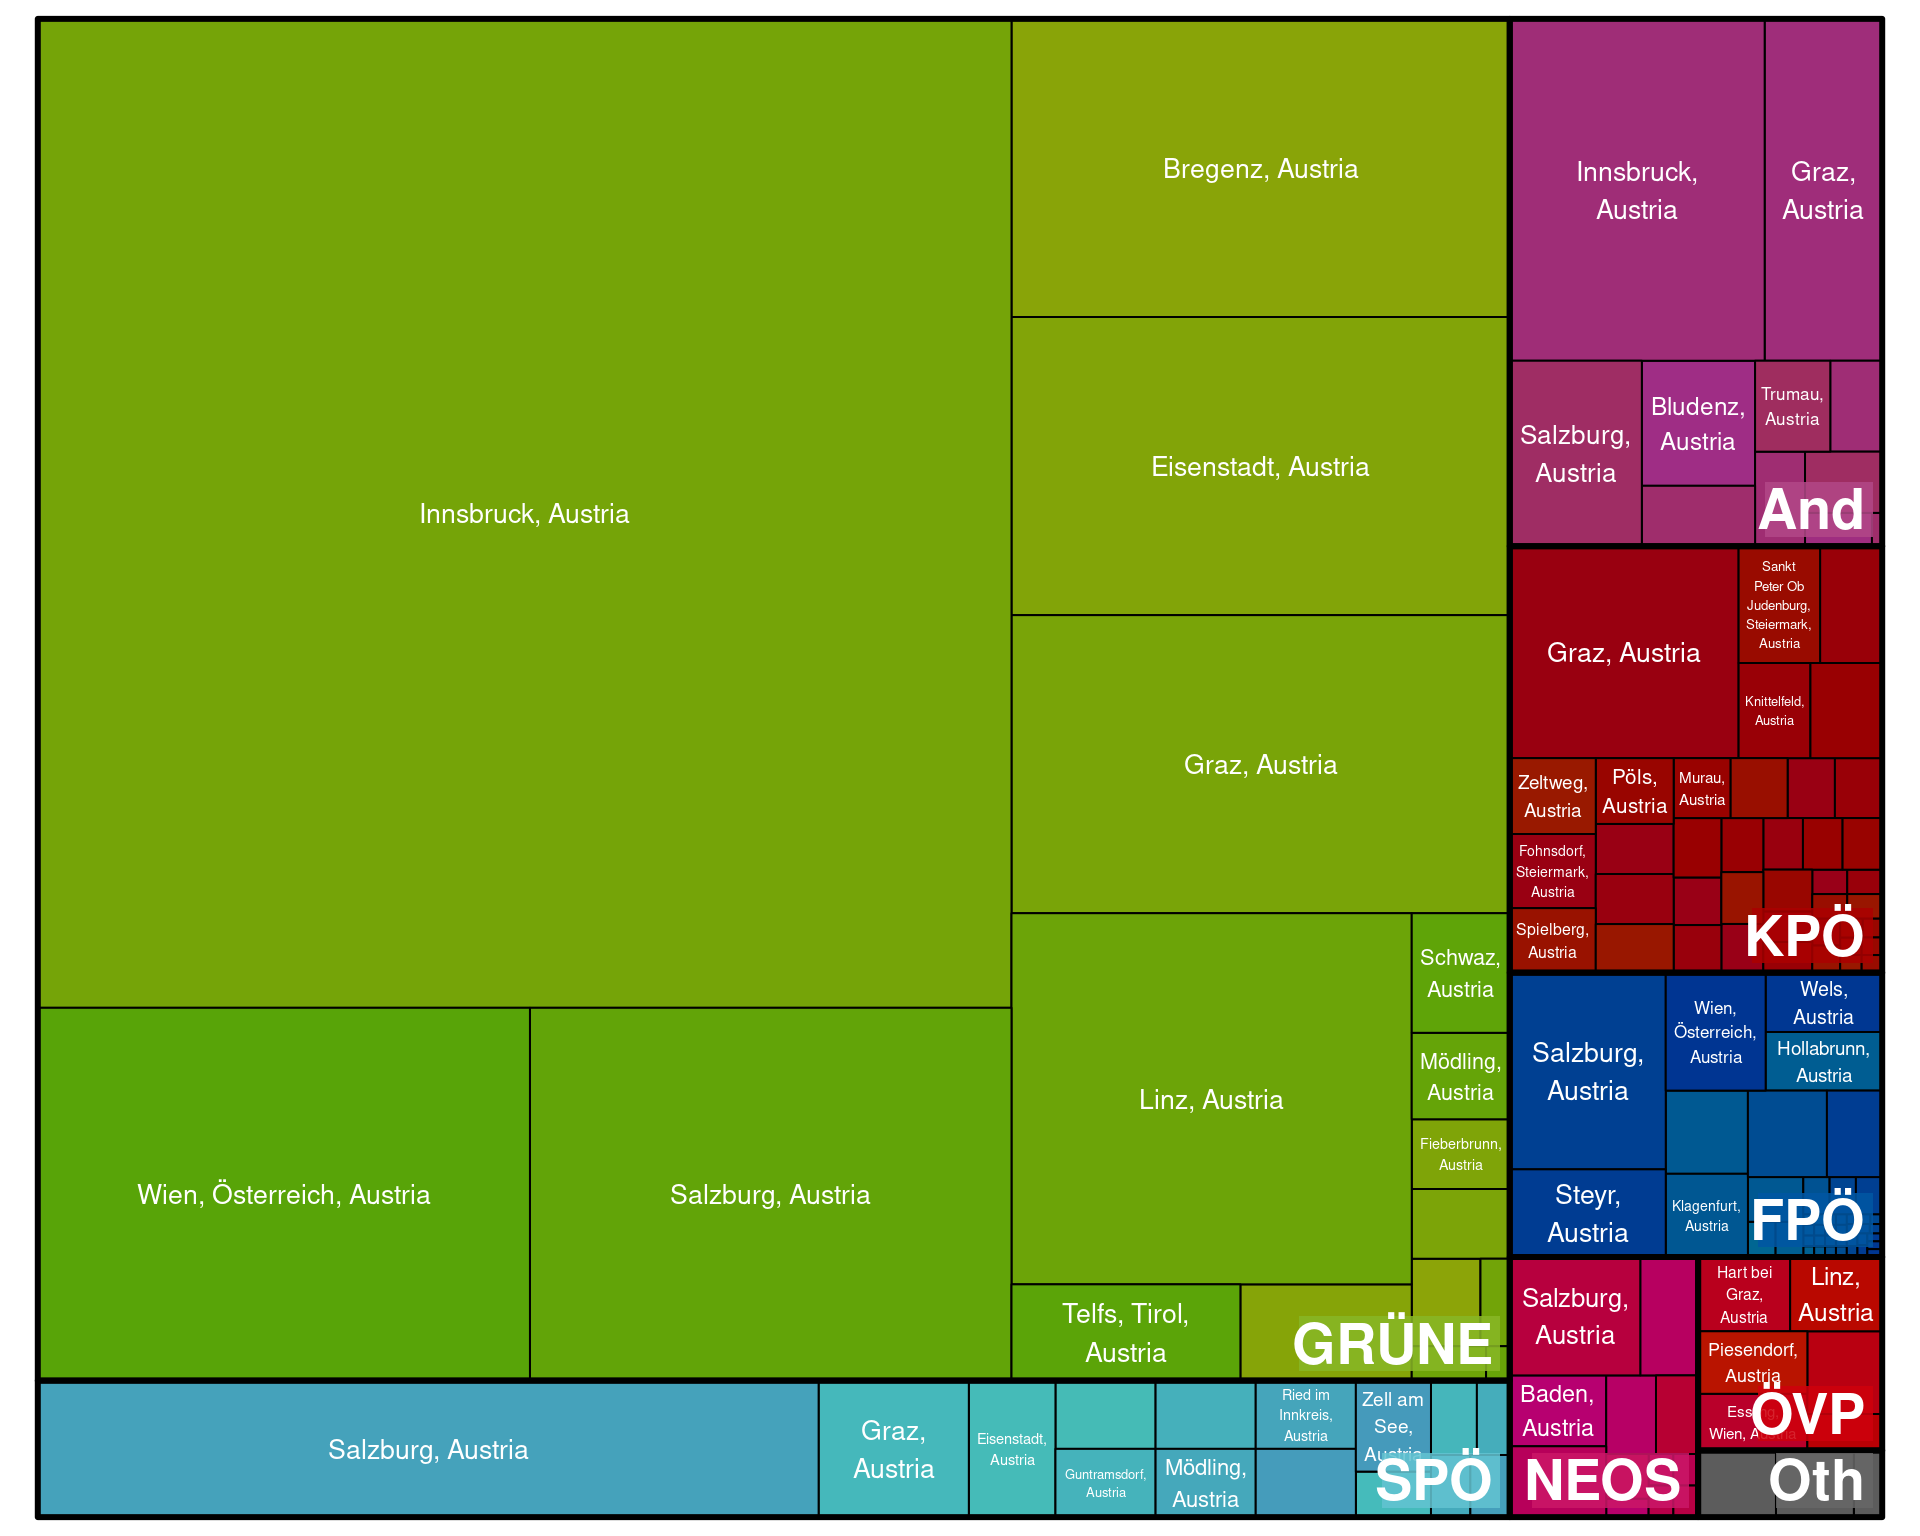 Innsbruck, Austria
Bregenz, Austria
Eisenstadt, Austria
Graz, Austria
Wien, Österreich, Austria
Salzburg, Austria
Linz, Austria
Schwaz,
Austria
Mödling,
Austria
Fieberbrunn,
Austria
Telfs, Tirol,
Austria
GRÜNE
Salzburg, Austria
Graz,
Austria
Eisenstadt,
Austria
Guntramsdorf,
Austria
Mödling,
Austria
Ried im
Innkreis,
Austria
Zell am
See,
Austria
SPÖ
Innsbruck,
Austria
Graz,
Austria
Salzburg,
Austria
Bludenz,
Austria
Trumau,
Austria
And
Graz, Austria
Sankt
Peter Ob
Judenburg,
Steiermark,
Austria
Knittelfeld,
Austria
Zeltweg,
Austria
Pöls,
Austria
Murau,
Austria
Fohnsdorf,
Steiermark,
Austria
Spielberg,
Austria
KPÖ
Salzburg,
Austria
Wien,
Österreich,
Austria
Wels,
Austria
Hollabrunn,
Austria
Steyr,
Austria
Klagenfurt,
Austria
FPÖ
Salzburg,
Austria
Baden,
Austria
NEOS
Hart bei
Graz,
Austria
Linz,
Austria
Piesendorf,
Austria
Essling,
Wien, Austria
ÖVP
Oth